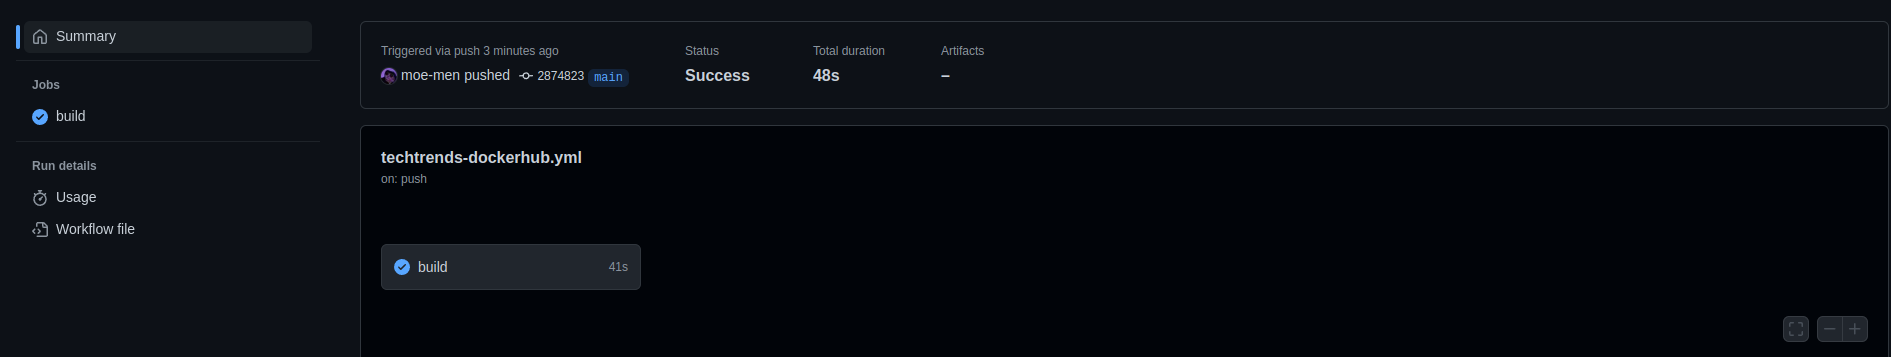 Summary
Jobs
build
Run details
Usage
Workflow file
Triggered via push 3 minutes ago
moe-men pushed 2874823 main
Status
Success
Total duration
48s
Artifacts
–
techtrends-dockerhub.yml
on: push
build 41s